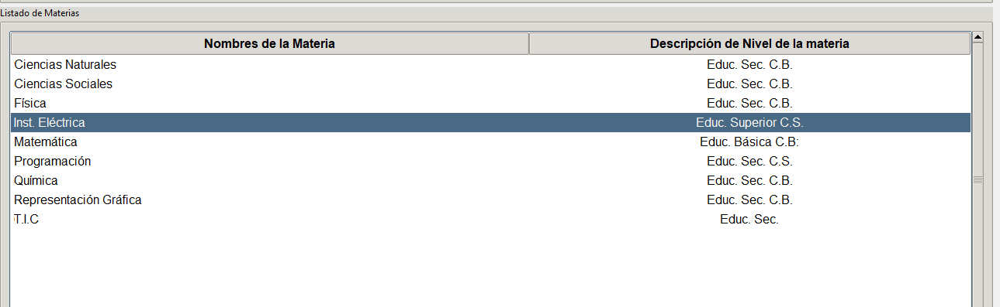 Listado de Materias
Nombres de la Materia Descripción de Nivel de la materia
Ciencias Naturales Educ. Sec. C.B.
Ciencias Sociales Educ. Sec. C.B.
Física Educ. Sec. C.B.
Inst. Eléctrica Educ. Superior C.S.
Matemática Educ. Básica C.B:
Programación Educ. Sec. C.S.
Química Educ. Sec. C.B.
Representación Gráfica Educ. Sec. C.B.
T.I.C Educ. Sec.